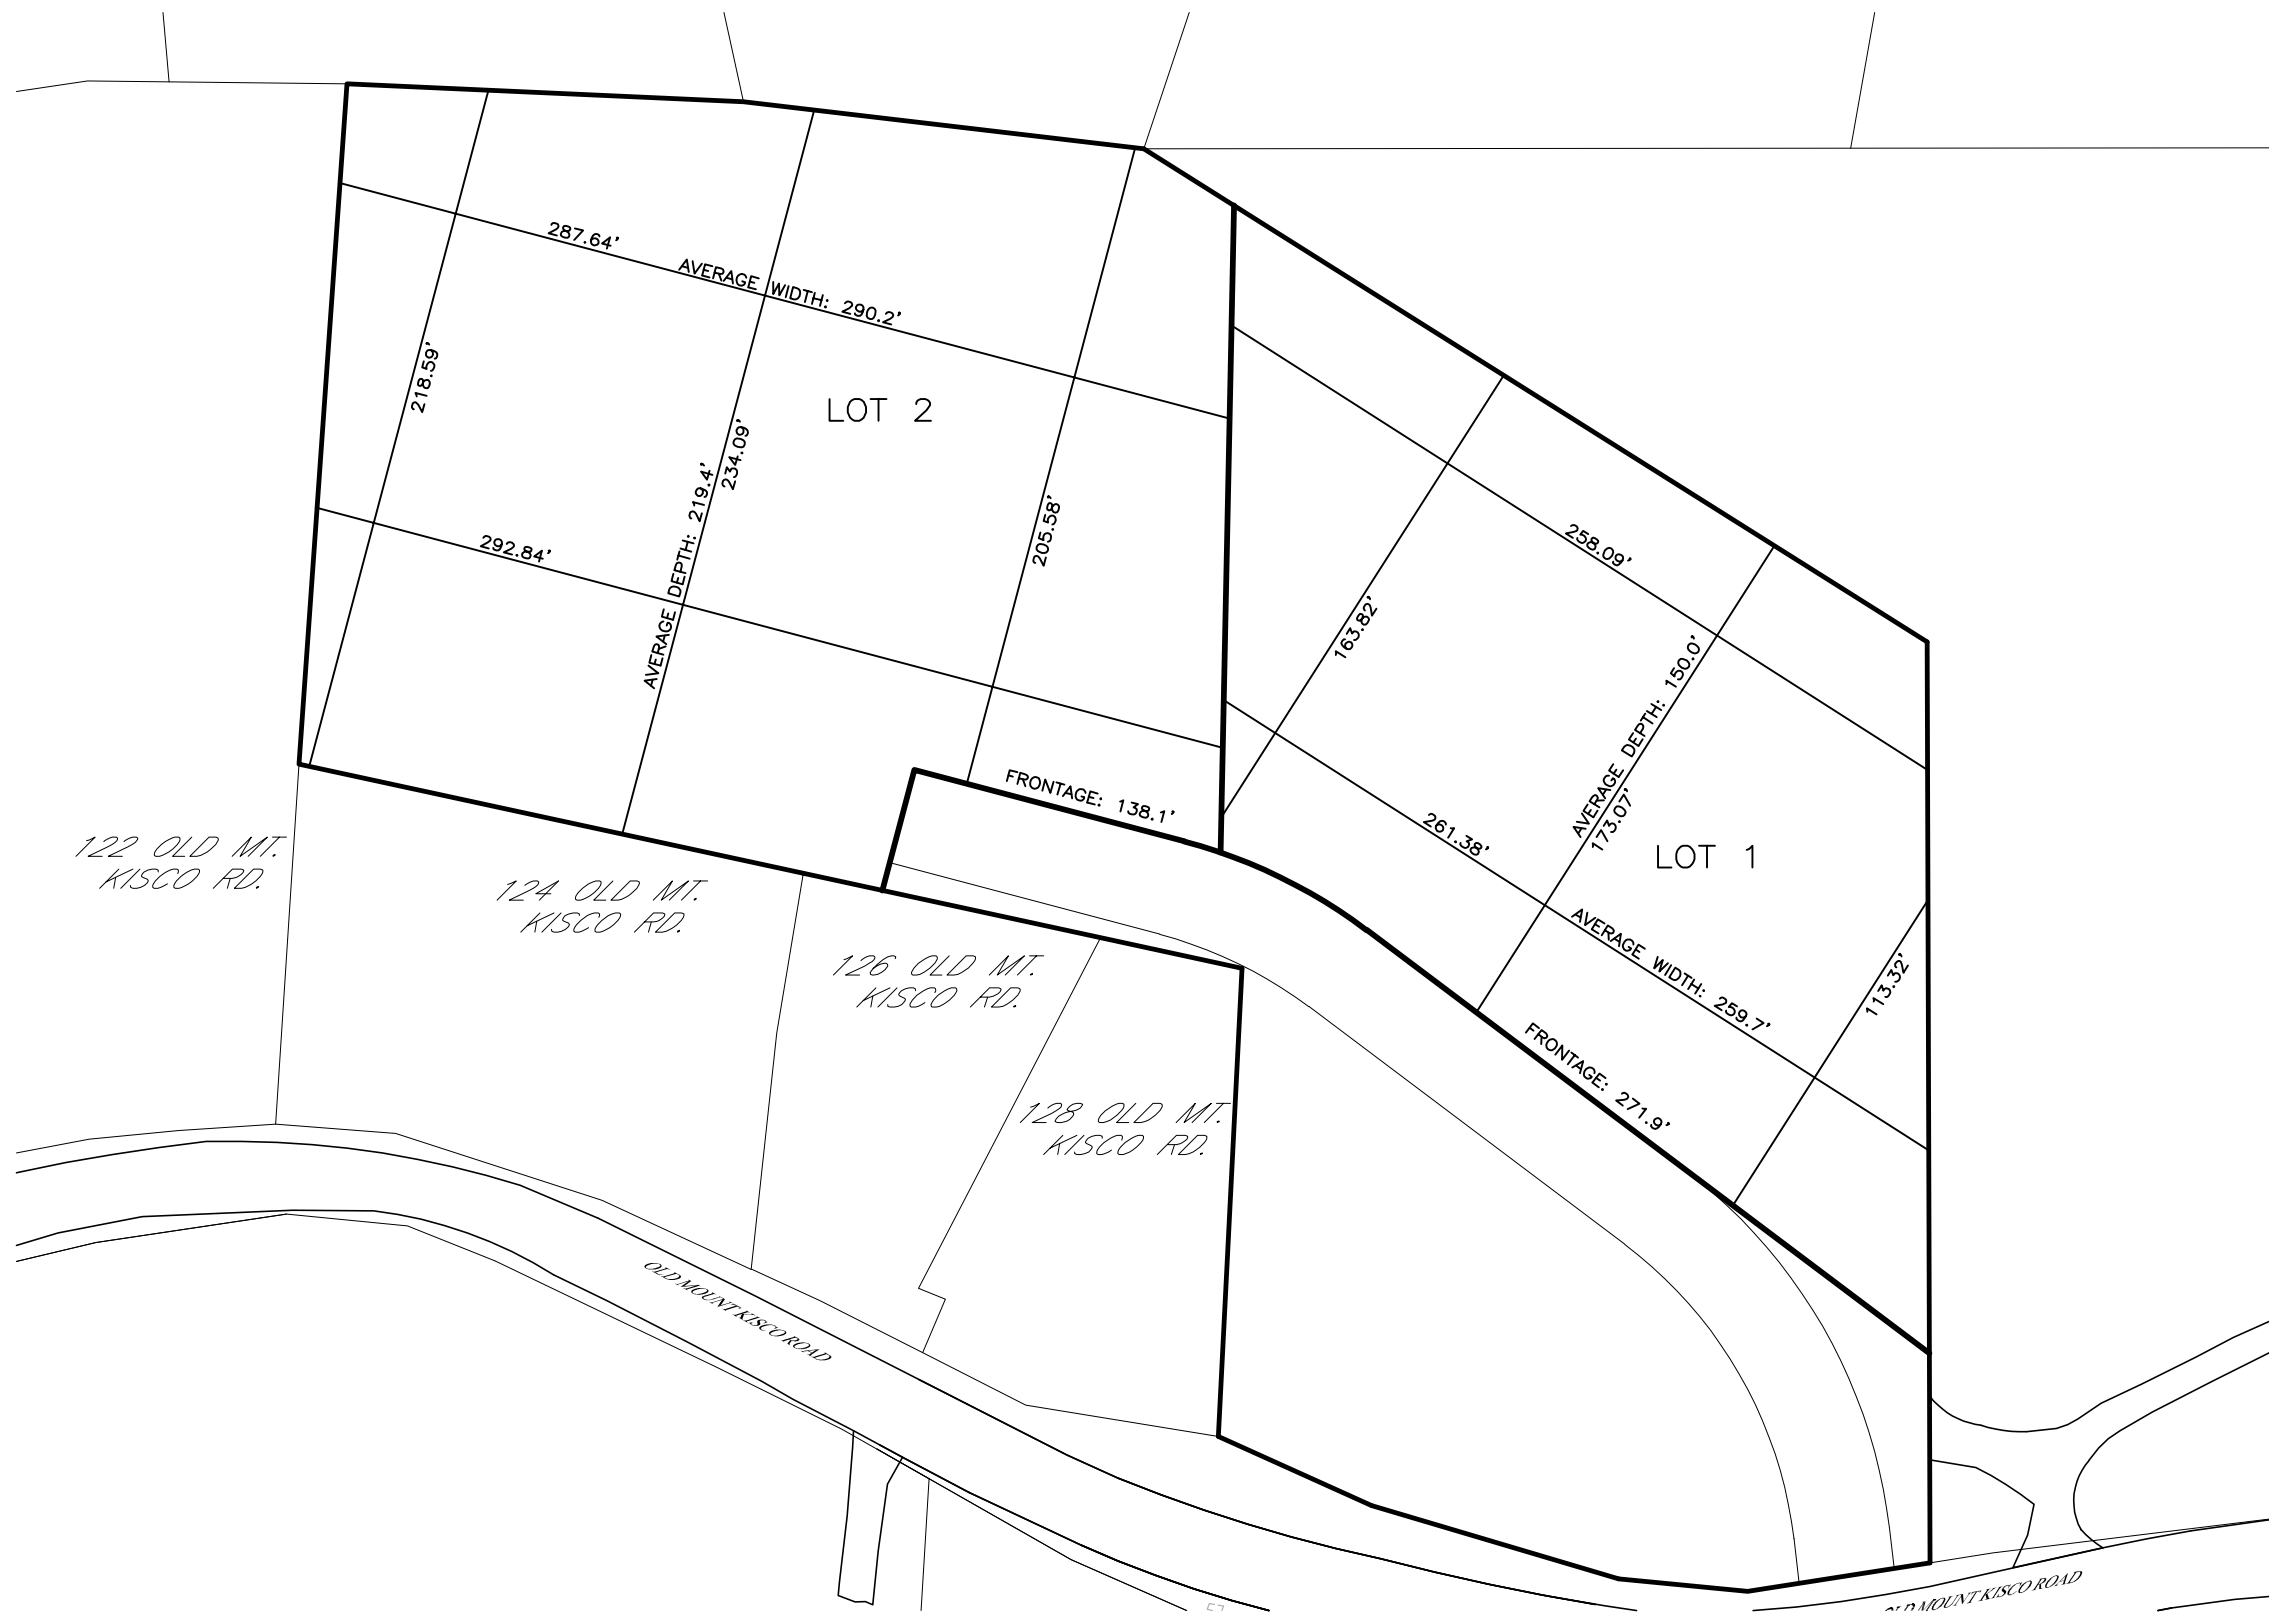 287.64'
AVERAGE WIDTH: 290.2'
218.59'
LOT 2
234.09'
AVERAGE DEPTH: 219.4'
205.58'
292.84'
258.09'
163.82'
AVERAGE DEPTH: 150.0'
173.07'
FRONTAGE: 138.1'
261.38'
LOT 1
122 OLD MT.
KISCO RD.
124 OLD MT.
KISCO RD.
126 OLD MT.
KISCO RD.
AVERAGE WIDTH: 259.7'
113.32'
FRONTAGE: 271.9'
128 OLD MT.
KISCO RD.
OLD MOUNT KISCO ROAD
OLD MOUNT KISCO ROAD